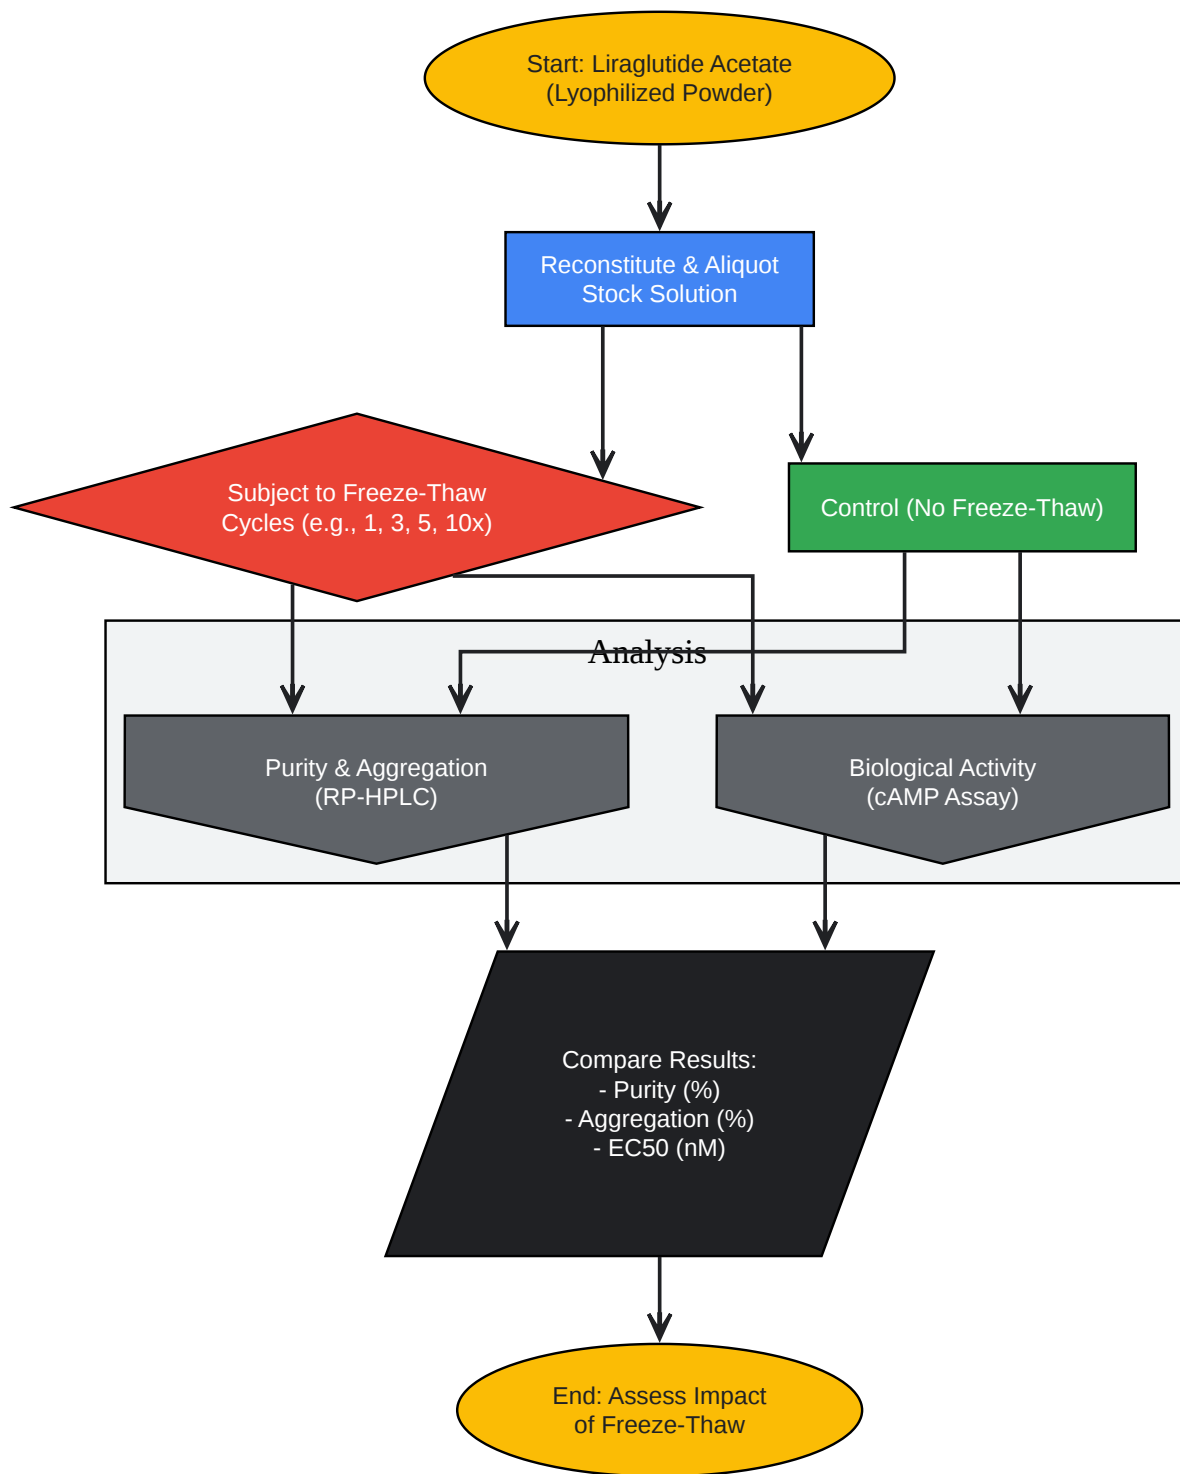 Start: Liraglutide Acetate
(Lyophilized Powder)
Reconstitute & Aliquot
Stock Solution
Subject to Freeze-Thaw
Cycles (e.g., 1, 3, 5, 10x)
Control (No Freeze-Thaw)
Analysis
Purity & Aggregation
(RP-HPLC)
Biological Activity
(cAMP Assay)
Compare Results:
- Purity (%)
- Aggregation (%)
- EC50 (nM)
End: Assess Impact
of Freeze-Thaw